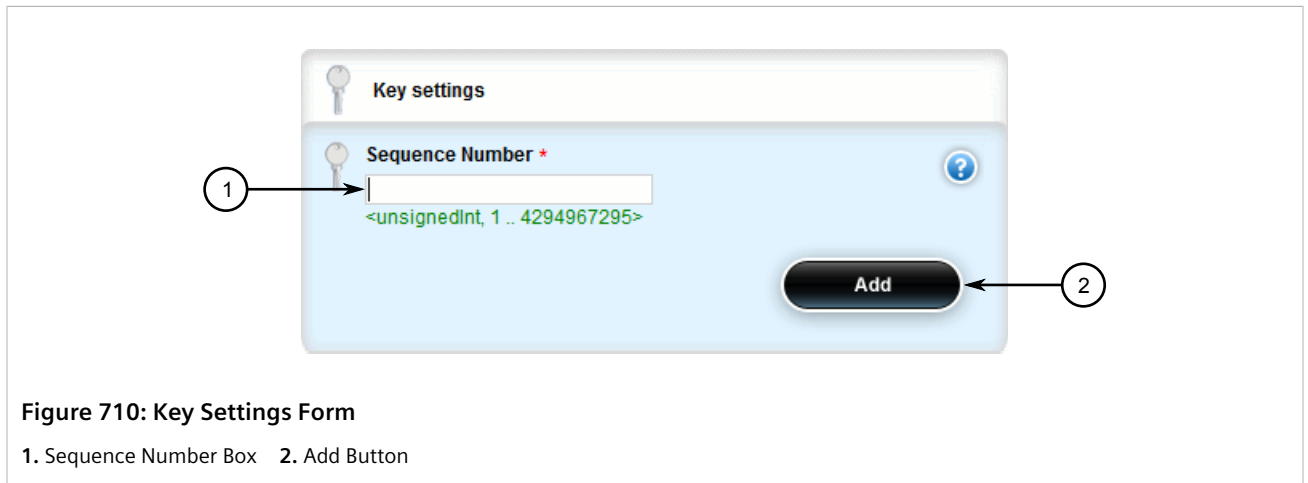 Key settings
Sequence Number *
?
1
<unsignedInt, 1 .. 4294967295>
Add
2
Figure 710: Key Settings Form
1. Sequence Number Box 2. Add Button